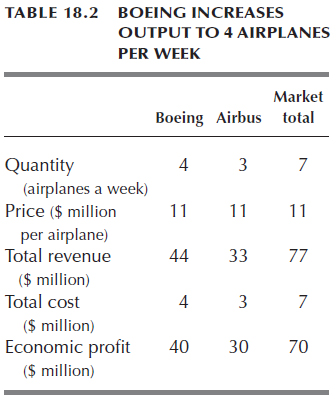 TABLE 18.2 BOEING INCREASES
OUTPUT TO 4 AIRPLANES
PER WEEK
Market
Boeing Airbus total
Quantity 4 3 7
(airplanes a week)
Price ($ million 11 11 11
per airplane)
Total revenue 44 33 77
($ million)
Total cost 4 3 7
($ million)
Economic profit 40 30 70
($ million)